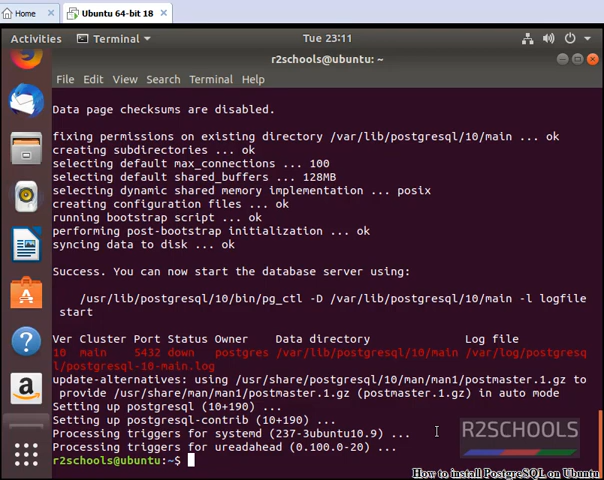 Home
Ubuntu 64-bit 18
Activities
Terminal
Tue 23:11
r2schools@ubuntu: ~
File Edit View Search Terminal Help
Data page checksums are disabled.
fixing permissions on existing directory /var/lib/postgresql/10/main ... ok
creating subdirectories ... ok
selecting default max_connections ... 100
selecting default shared_buffers ... 128MB
selecting dynamic shared memory implementation ... posix
creating configuration files ... ok
running bootstrap script ... ok
performing post-bootstrap initialization ... ok
syncing data to disk ... ok
Success. You can now start the database server using:
/usr/lib/postgresql/10/bin/pg_ctl -D /var/lib/postgresql/10/main -l logfile
start
Ver Cluster Port Status Owner Data directory Log file
10 main 5432 down postgres /var/lib/postgresql/10/main /var/log/postgresq
l/postgresql-10-main.log
update-alternatives: using /usr/share/postgresql/10/man/man1/postmaster.1.gz to
provide /usr/share/man/man1/postmaster.1.gz (postmaster.1.gz) in auto mode
Setting up postgresql (10+190) ...
Setting up postgresql-contrib (10+190) ...
Processing triggers for systemd (237-3ubuntu10.9) ...
Processing triggers for ureadahead (0.100.0-20) ...
r2schools@ubuntu:~$
R2SCHOOLS
How to install PostgreSQL on Ubuntu